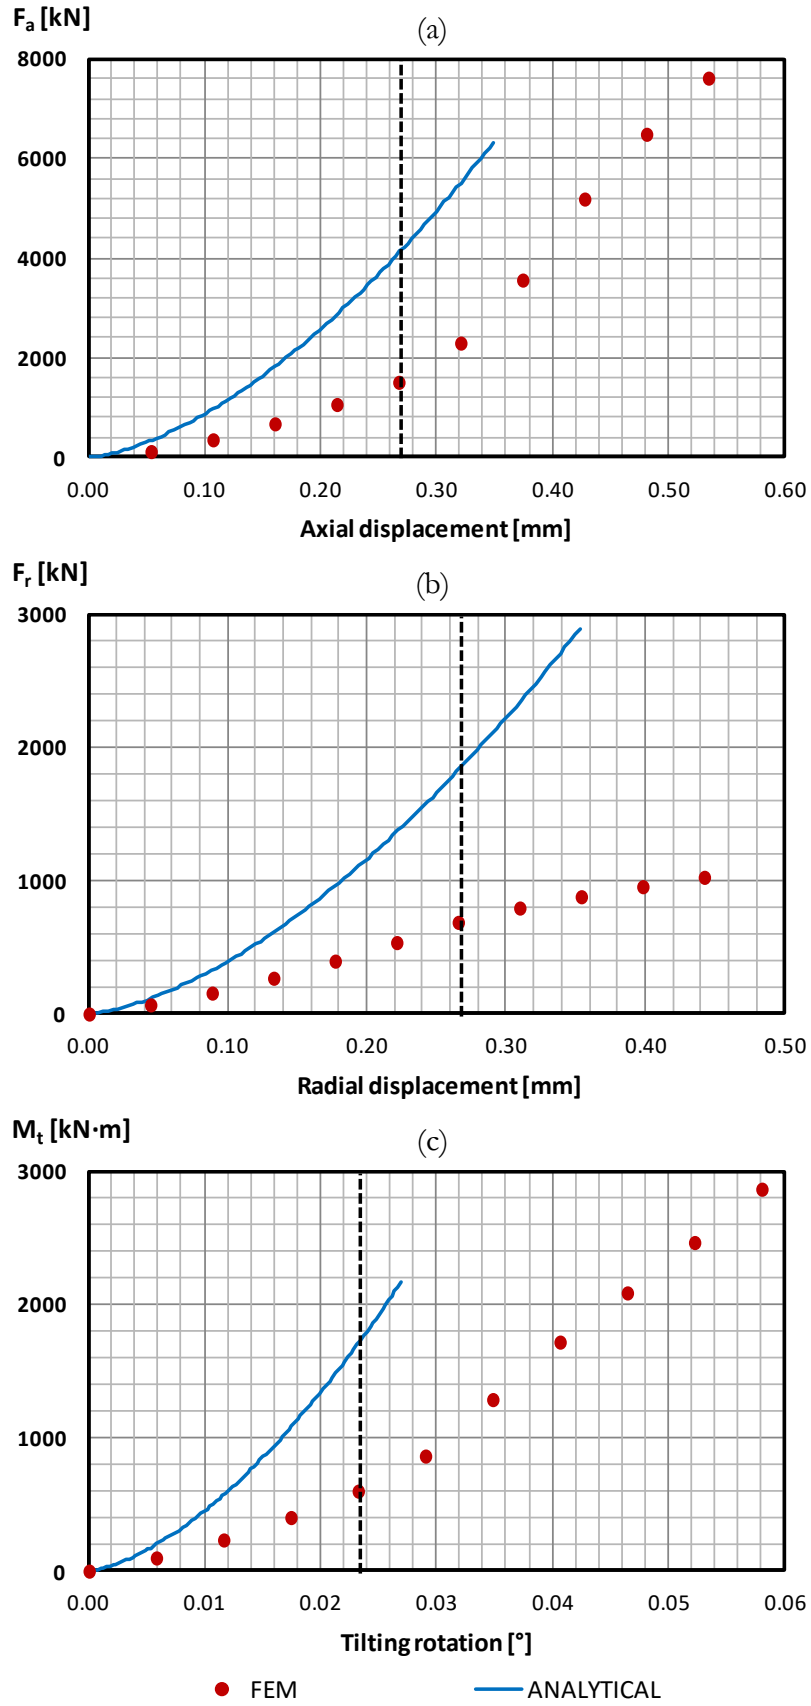 Fa [kN]
(a)
8000
6000
4000
2000
0
0.00 0.10 0.20 0.30 0.40 0.50 0.60
Axial displacement [mm]
Fr [kN]
(b)
3000
2000
1000
0
0.00 0.10 0.20 0.30 0.40 0.50
Radial displacement [mm]
Mt [kN·m]
(c)
3000
2000
1000
0
0.00 0.01 0.02 0.03 0.04 0.05 0.06
Tilting rotation [°]
FEM ANALYTICAL